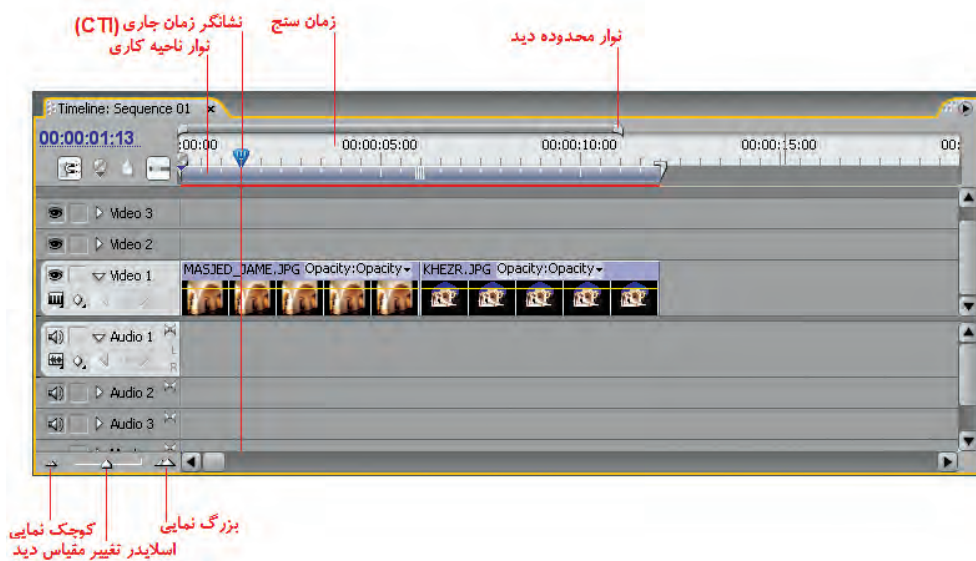 نشانگر زمان جاری (CTI)
زمان سنج
نوار محدوده دید
نوار ناحیه کاری
Timeline: Sequence 01
00:00:01:13
:00:00
00:00:05:00
00:00:10:00
00:00:15:00
00:
Video 3
Video 2
Video 1
MASJED_JAME.JPG Opacity:Opacity
KHEZR.JPG Opacity:Opacity
Audio 1
L
R
Audio 2
Audio 3
بزرگ نمایی
کوچک نمایی
اسلایدر تغییر مقیاس دید